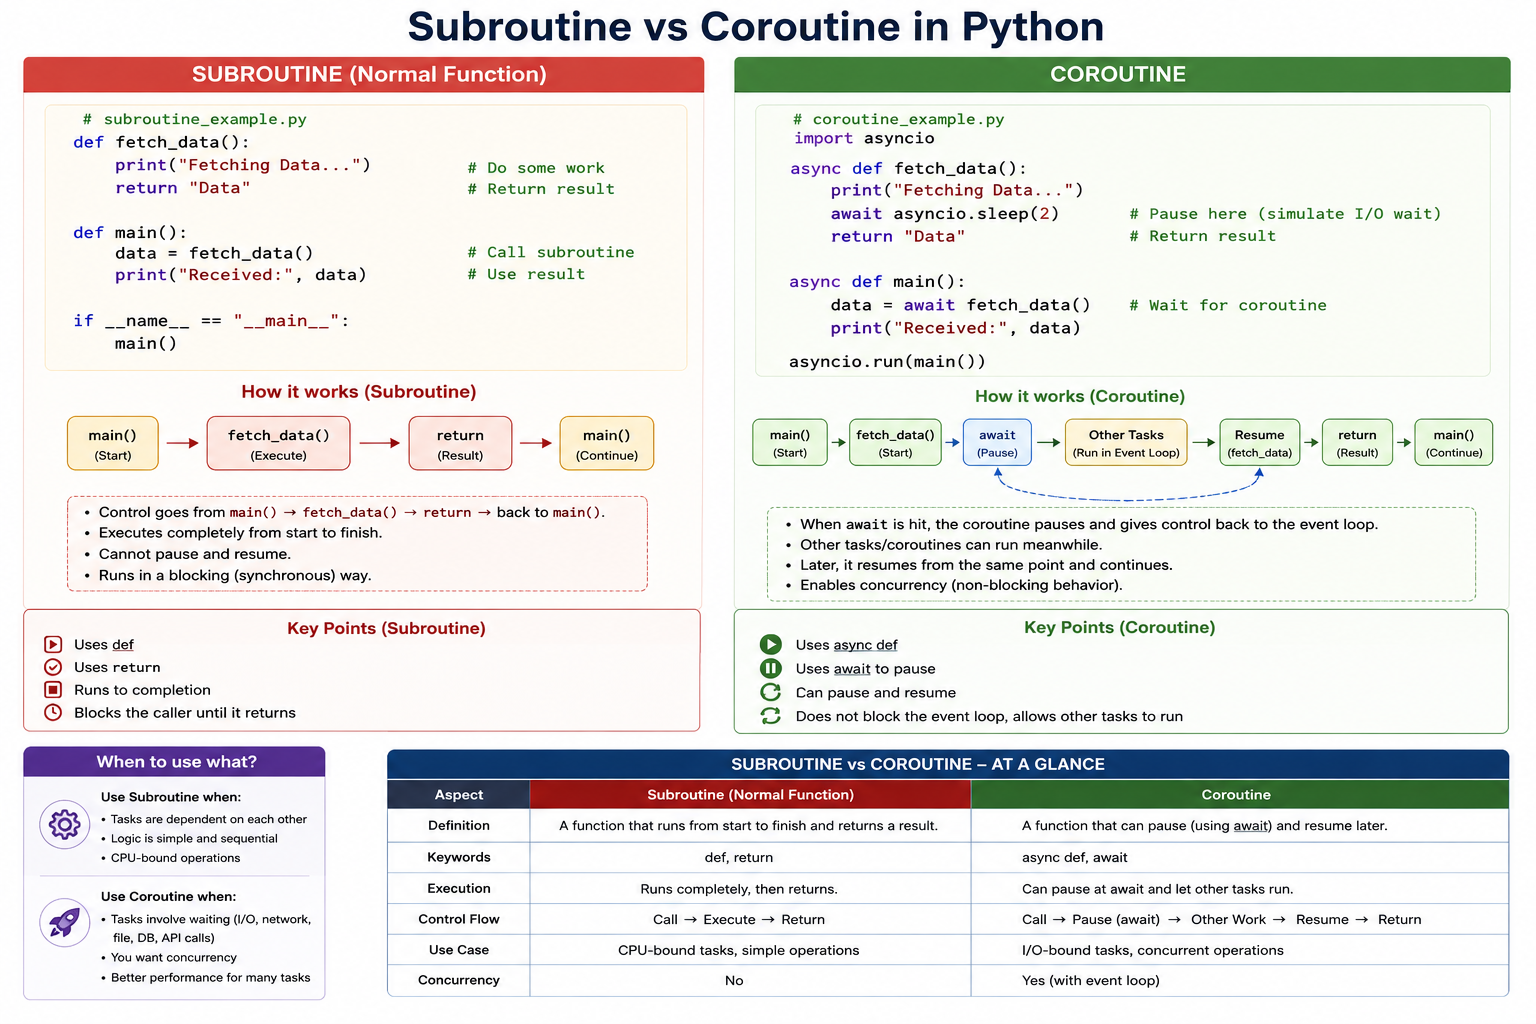 Subroutine vs Coroutine in Python
SUBROUTINE (Normal Function)
# subroutine_example.py
def fetch_data():
print("Fetching Data...") # Do some work
return "Data" # Return result
def main():
data = fetch_data() # Call subroutine
print("Received:", data) # Use result
if __name__ == "__main__":
main()
How it works (Subroutine)
main() → fetch_data() → return → main()
(Start) (Execute) (Result) (Continue)
• Control goes from main() → fetch_data() → return → back to main().
• Executes completely from start to finish.
• Cannot pause and resume.
• Runs in a blocking (synchronous) way.
Key Points (Subroutine)
Uses def
Uses return
Runs to completion
Blocks the caller until it returns
COROUTINE
# coroutine_example.py
import asyncio
async def fetch_data():
print("Fetching Data...")
await asyncio.sleep(2) # Pause here (simulate I/O wait)
return "Data" # Return result
async def main():
data = await fetch_data() # Wait for coroutine
print("Received:", data)
asyncio.run(main())
How it works (Coroutine)
main() → fetch_data() → await → Other Tasks → Resume → return → main()
(Start) (Start) (Pause) (Run in Event Loop) (fetch_data) (Result) (Continue)
• When await is hit, the coroutine pauses and gives control back to the event loop.
• Other tasks/coroutines can run meanwhile.
• Later, it resumes from the same point and continues.
• Enables concurrency (non-blocking behavior).
Key Points (Coroutine)
Uses async def
Uses await to pause
Can pause and resume
Does not block the event loop, allows other tasks to run
When to use what?
Use Subroutine when:
• Tasks are dependent on each other
• Logic is simple and sequential
• CPU-bound operations
Use Coroutine when:
• Tasks involve waiting (I/O, network,
file, DB, API calls)
• You want concurrency
• Better performance for many tasks
SUBROUTINE vs COROUTINE – AT A GLANCE
Aspect Subroutine (Normal Function) Coroutine
Definition A function that runs from start to finish and returns a result. A function that can pause (using await) and resume later.
Keywords def, return async def, await
Execution Runs completely, then returns. Can pause at await and let other tasks run.
Control Flow Call → Execute → Return Call → Pause (await) → Other Work → Resume → Return
Use Case CPU-bound tasks, simple operations I/O-bound tasks, concurrent operations
Concurrency No Yes (with event loop)